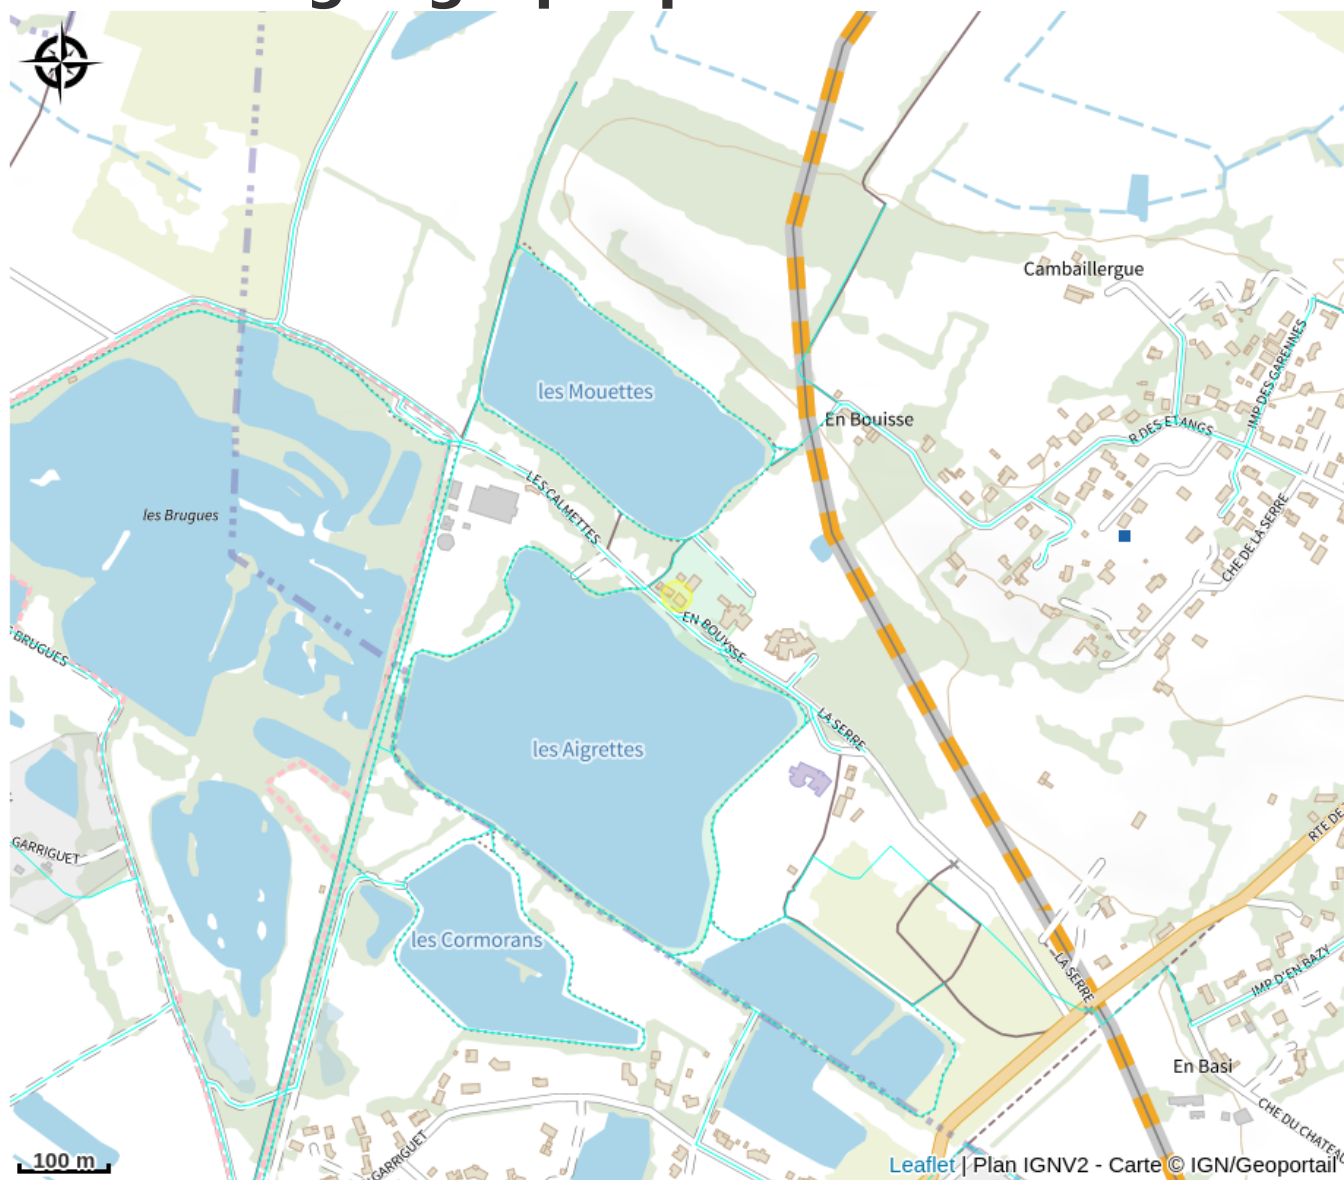 Cambaillergue
IMP DES GARENNES
les Mouettes
En Bouisse
R DES ETANGS
LES CALMETTES
les Brugues
CHE DE LA SERRE
EN BOUYSSE
BRUGUES
LA SERRE
les Aigrettes
RTE DE
GARRIGUET
les Cormorans
LA SERRE
IMP D'EN BAZY
En Basi
CHE DU CHATEAU
GARRIGUET
100 m
Leaflet | Plan IGNV2 - Carte © IGN/Geoportail